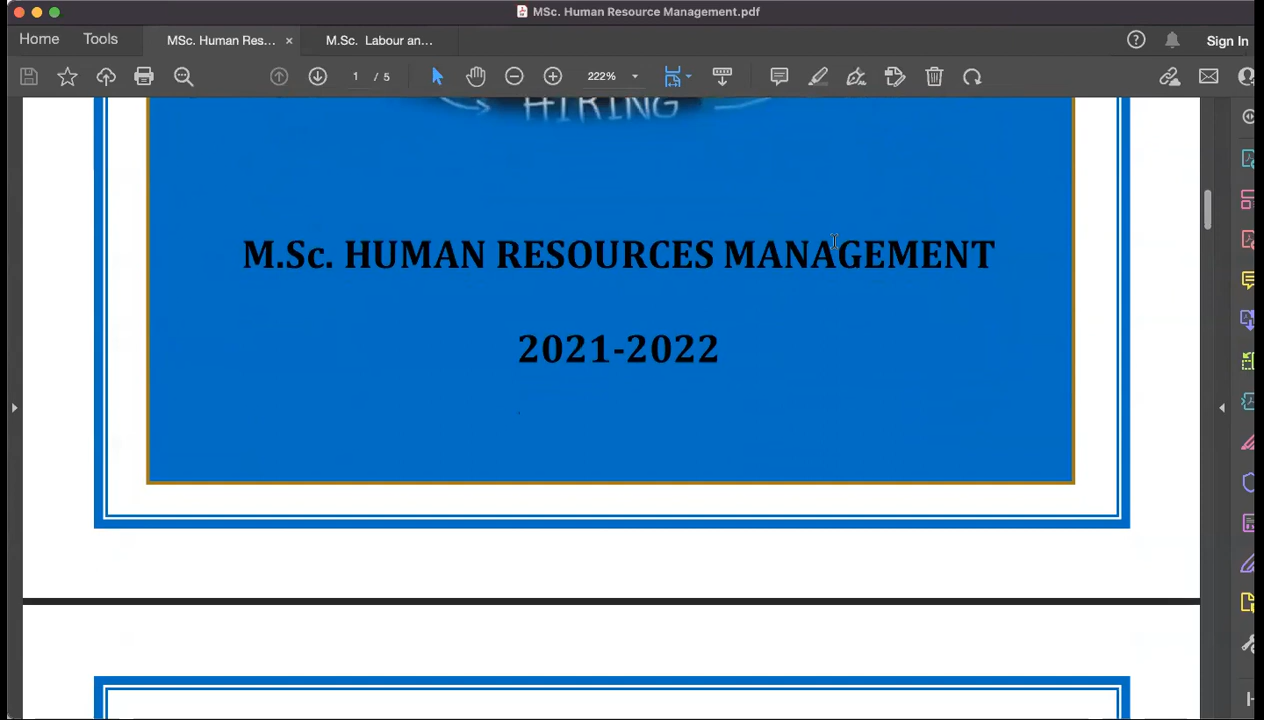 MSc. Human Resource Management.pdf
Home Tools MSc. Human Res... × M.Sc. Labour an... ? Sign In
1 / 5 222%
HIRING
M.Sc. HUMAN RESOURCES MANAGEMENT
2021-2022